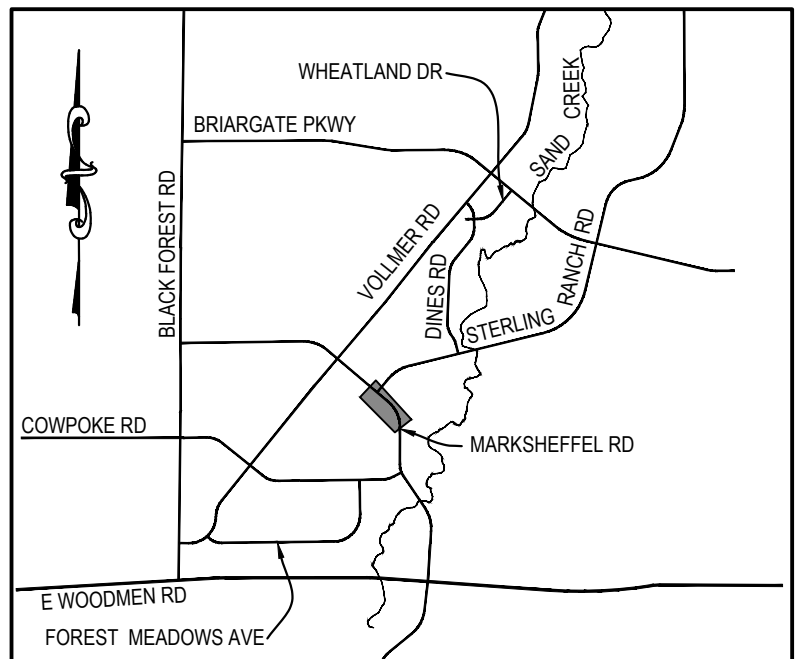 WHEATLAND DR
SAND CREEK
BRIARGATE PKWY
BLACK FOREST RD
VOLLMER RD
DINES RD
STERLING RANCH RD
COWPOKE RD
MARKSHEFFEL RD
E WOODMEN RD
FOREST MEADOWS AVE